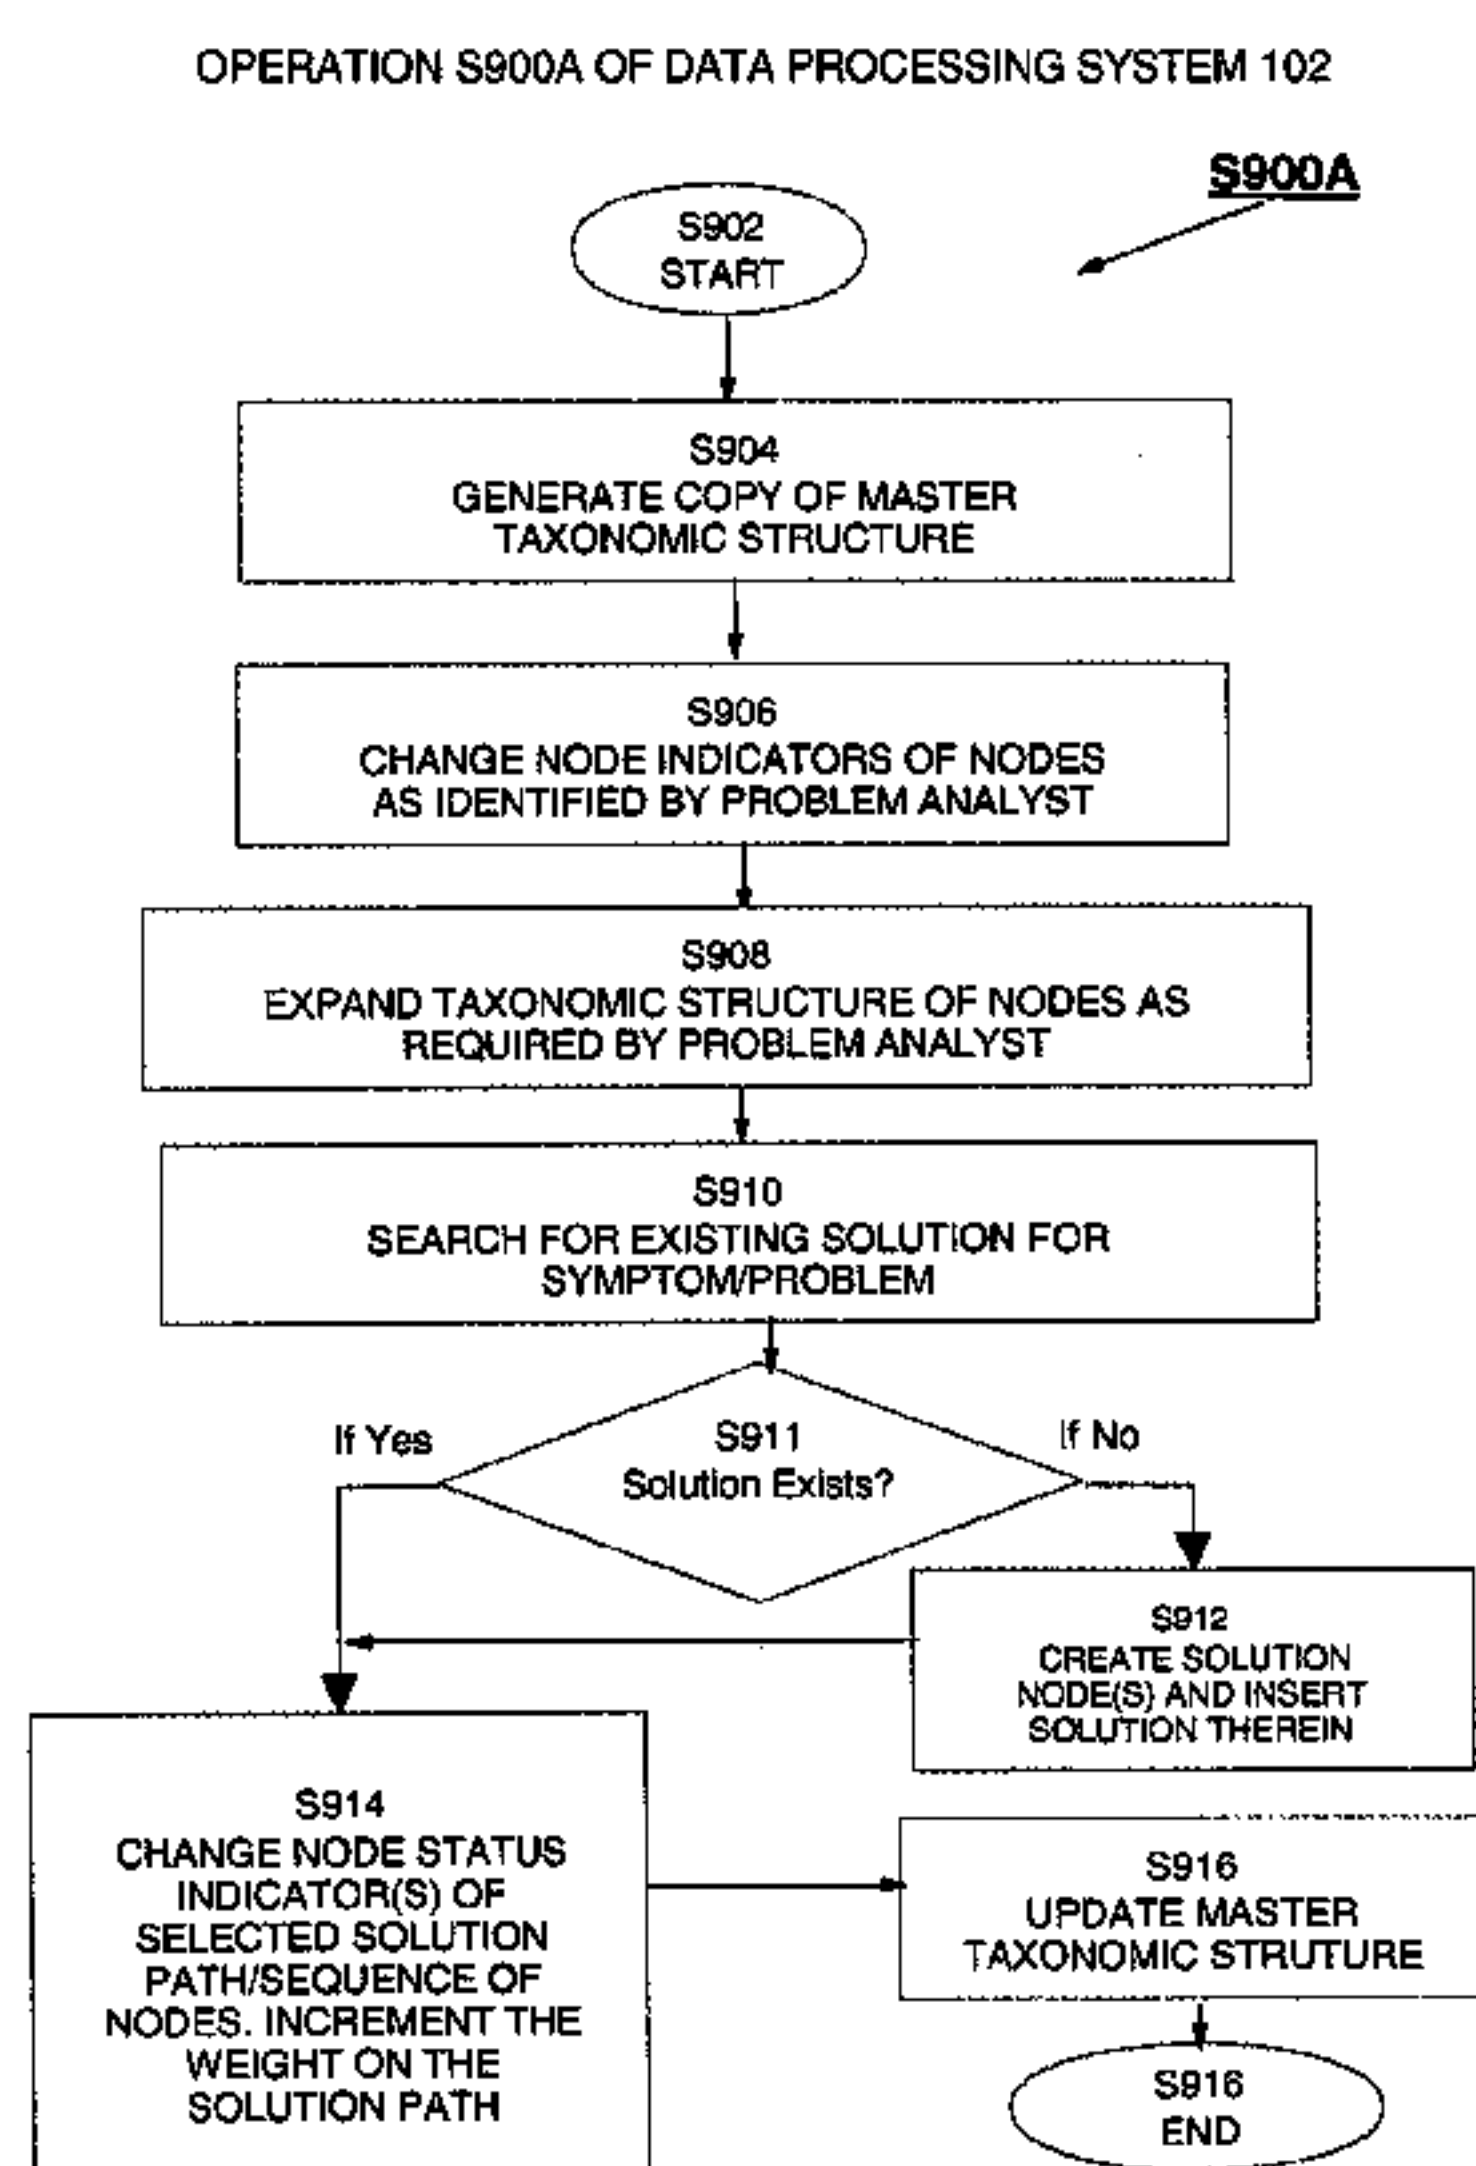 OPERATION S900A OF DATA PROCESSING SYSTEM 102
S900A
S902
START
S904
GENERATE COPY OF MASTER
TAXONOMIC STRUCTURE
S906
CHANGE NODE INDICATORS OF NODES
AS IDENTIFIED BY PROBLEM ANALYST
S908
EXPAND TAXONOMIC STRUCTURE OF NODES AS
REQUIRED BY PROBLEM ANALYST
S910
SEARCH FOR EXISTING SOLUTION FOR
SYMPTOM/PROBLEM
If Yes
S911
Solution Exists?
If No
S912
CREATE SOLUTION
NODE(S) AND INSERT
SOLUTION THEREIN
S914
CHANGE NODE STATUS
INDICATOR(S) OF
SELECTED SOLUTION
PATH/SEQUENCE OF
NODES. INCREMENT THE
WEIGHT ON THE
SOLUTION PATH
S916
UPDATE MASTER
TAXONOMIC STRUTURE
S916
END